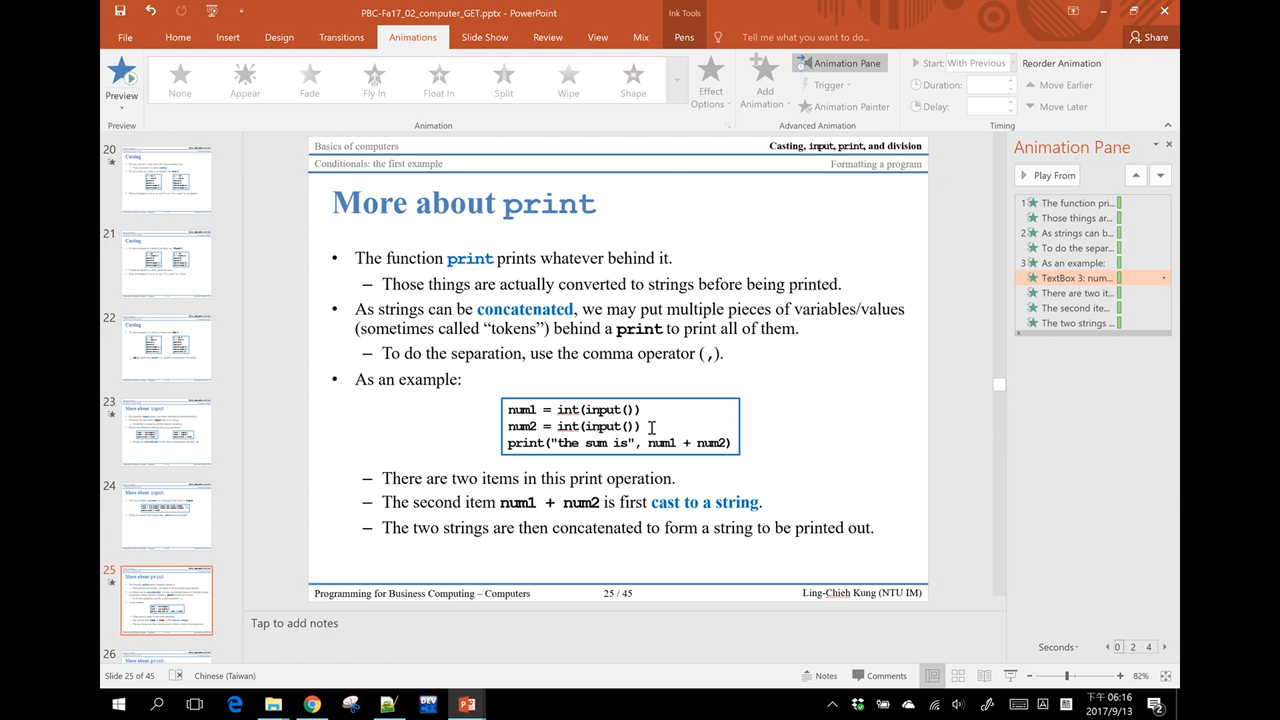 PBC-Fa17_02_computer_GET.pptx - PowerPoint
Ink Tools
File Home Insert Design Transitions Animations Slide Show Review View Mix Pens Tell me what you want to do... Share
Preview
None Appear Fade Fly In Float In Split Wipe Shape
Effect Options
Add Animation
Animation Pane
Trigger
Animation Painter
Start: With Previous
Duration:
Delay:
Reorder Animation
Move Earlier
Move Later
Preview Animation Advanced Animation Timing
20
Casting
21
Casting
22
Casting
23
More about input
24
More about input
25
More about print
26
More about print
Basics of computers Casting, input, print, and division
Conditionals: the first example Formatting a program
More about print
• The function print prints whatever behind it.
– Those things are actually converted to strings before being printed.
• As strings can be concatenated, we may put multiple pieces of variables/values
(sometimes called “tokens”) behind a print to print all of them.
– To do the separation, use the comma operator (,).
• As an example:
num1 = int(input())
num2 = int(input())
print("the sum is", num1 + num2)
– There are two items in this print operation.
– The second item num1 + num2 is first cast to a string.
– The two strings are then concatenated to form a string to be printed out.
Programming for Business Computing – Computers 25 / 45 Ling-Chieh Kung (NTU IM)
Tap to add notes
Animation Pane
Play From
1 The function pri...
Those things ar...
2 As strings can b...
To do the separ...
3 As an example:
TextBox 3: num...
There are two it...
The second ite...
The two strings ...
Seconds 0 2 4
Slide 25 of 45 Chinese (Taiwan) Notes Comments 82%
下午 06:16
2017/9/13